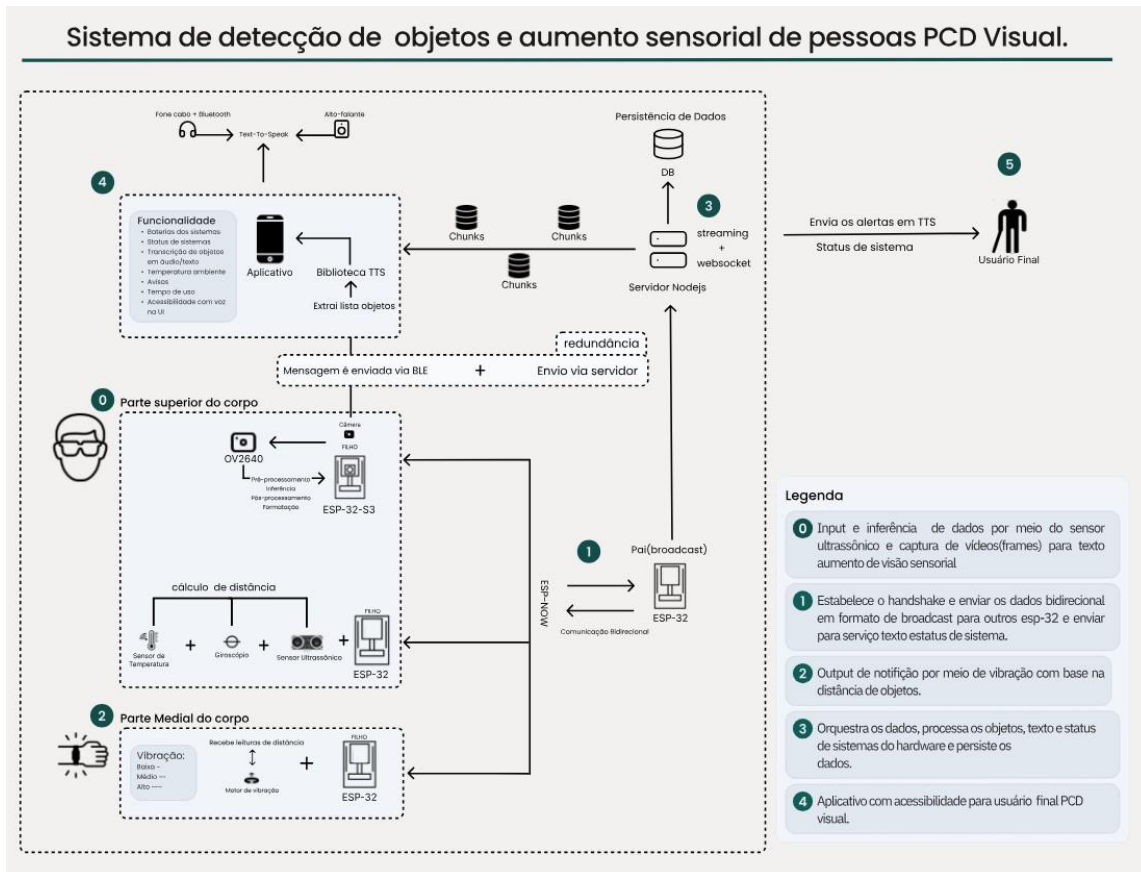 Sistema de detecção de objetos e aumento sensorial de pessoas PCD Visual.
Fone cabo + Bluetooth
Alto-falante
Text-To-Speak
Persistência de Dados
DB
4
Funcionalidade
• Baterias dos sistemas
• Status de sistemas
• Transcrição de objetos
em áudio/texto
• Temperatura ambiente
• Avisos
• Tempo de uso
• Acessibilidade com voz
na UI
Aplicativo
Biblioteca TTS
Extrai lista objetos
Chunks
Chunks
Chunks
3
streaming
+
websocket
Servidor Nodejs
Envia os alertas em TTS
Status de sistema
5
Usuário Final
redundância
Mensagem é enviada via BLE + Envio via servidor
0
Parte superior do corpo
Câmera
FILHO
OV2640
Pré-processamento
Inferência
Pós-processamento
Formatação
ESP-32-S3
cálculo de distância
Sensor de
Temperatura
+
Giroscópio
+
Sensor Ultrassônico
+
FILHO
ESP-32
1
ESP-NOW
Comunicação Bidirecional
Pai(broadcast)
ESP-32
2
Parte Medial do corpo
Vibração:
Baixa -
Médio --
Alto ---
Recebe leituras de distância
Motor de vibração
+
FILHO
ESP-32
Legenda
0 Input e inferência de dados por meio do sensor
ultrassônico e captura de vídeos(frames) para texto
aumento de visão sensorial
1 Estabelece o handshake e enviar os dados bidirecional
em formato de broadcast para outros esp-32 e enviar
para serviço texto estatus de sistema.
2 Output de notifição por meio de vibração com base na
distância de objetos.
3 Orquestra os dados, processa os objetos, texto e status
de sistemas do hardware e persiste os
dados.
4 Aplicativo com acessibilidade para usuário final PCD
visual.